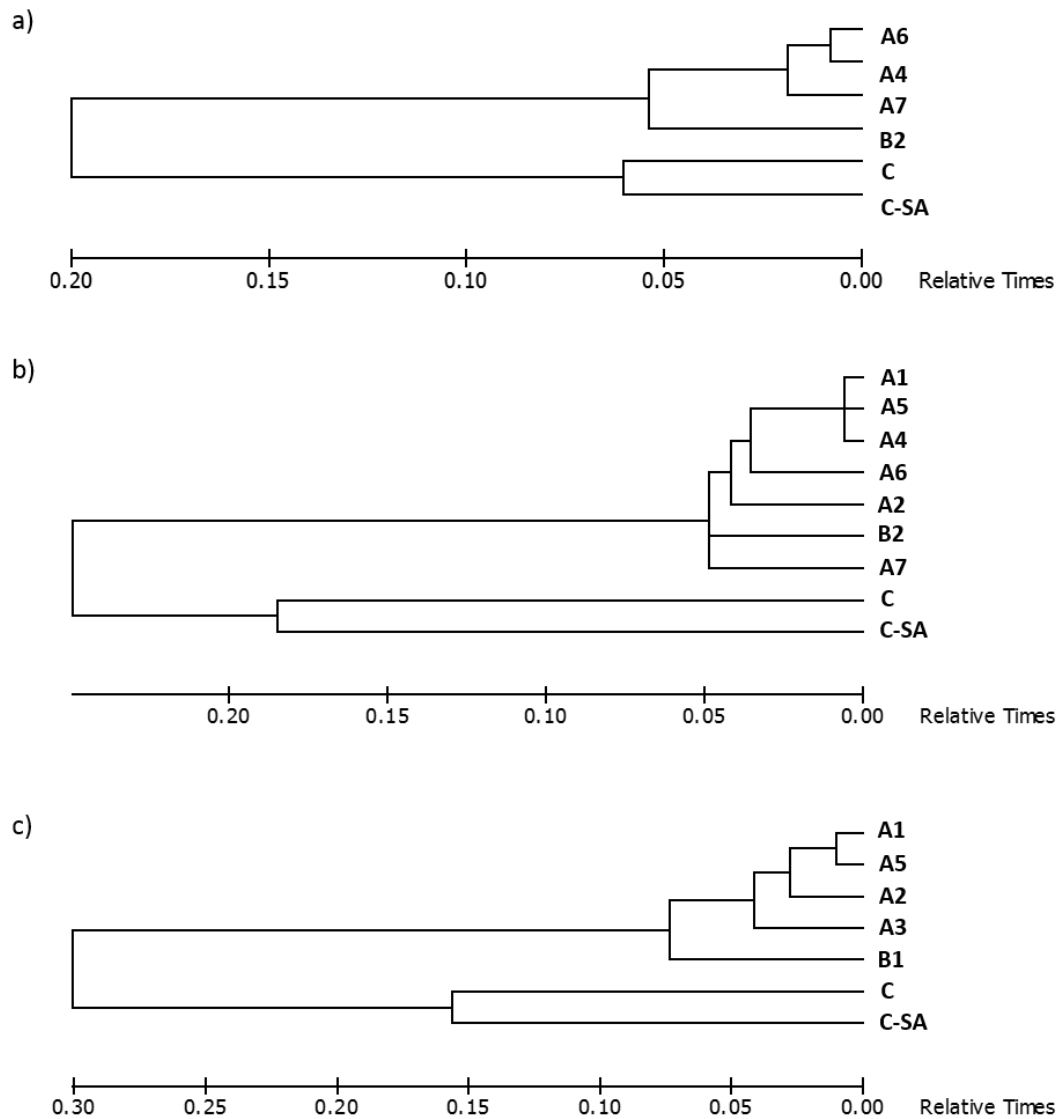 a)
A6
A4
A7
B2
C
C-SA
0.20 0.15 0.10 0.05 0.00 Relative Times
b)
A1
A5
A4
A6
A2
B2
A7
C
C-SA
0.20 0.15 0.10 0.05 0.00 Relative Times
c)
A1
A5
A2
A3
B1
C
C-SA
0.30 0.25 0.20 0.15 0.10 0.05 0.00 Relative Times